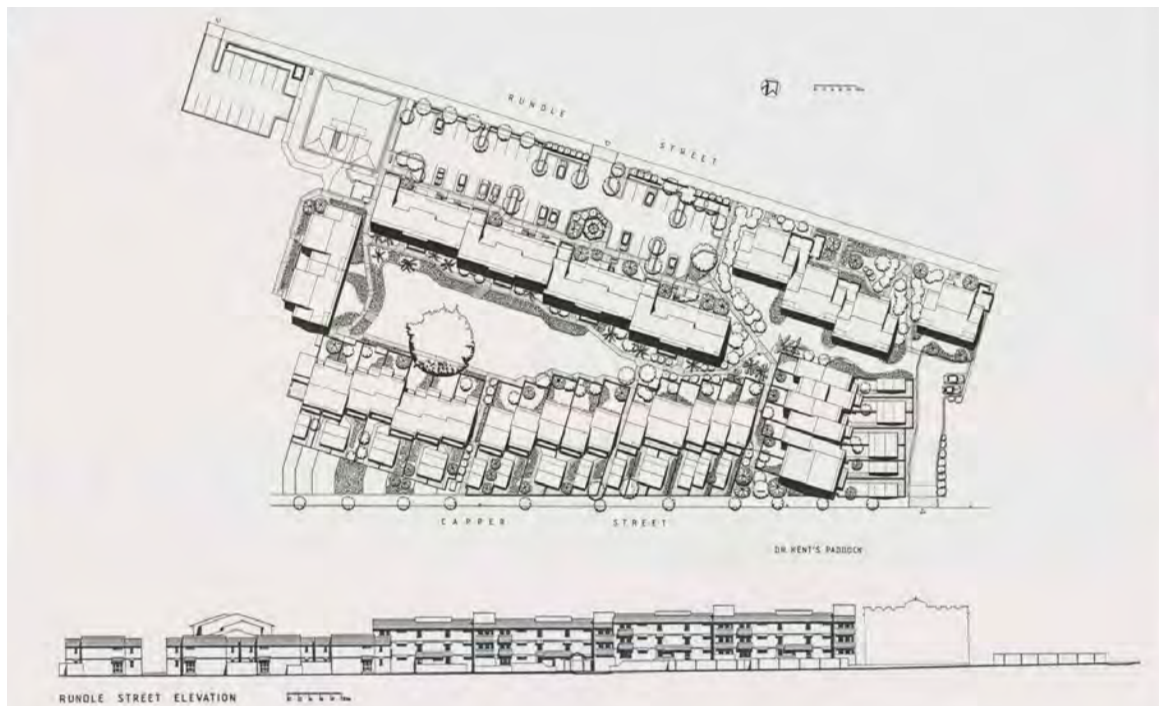 RUNDLE STREET
CAPPER STREET
DR KENT'S PADDOCK
RUNDLE STREET ELEVATION